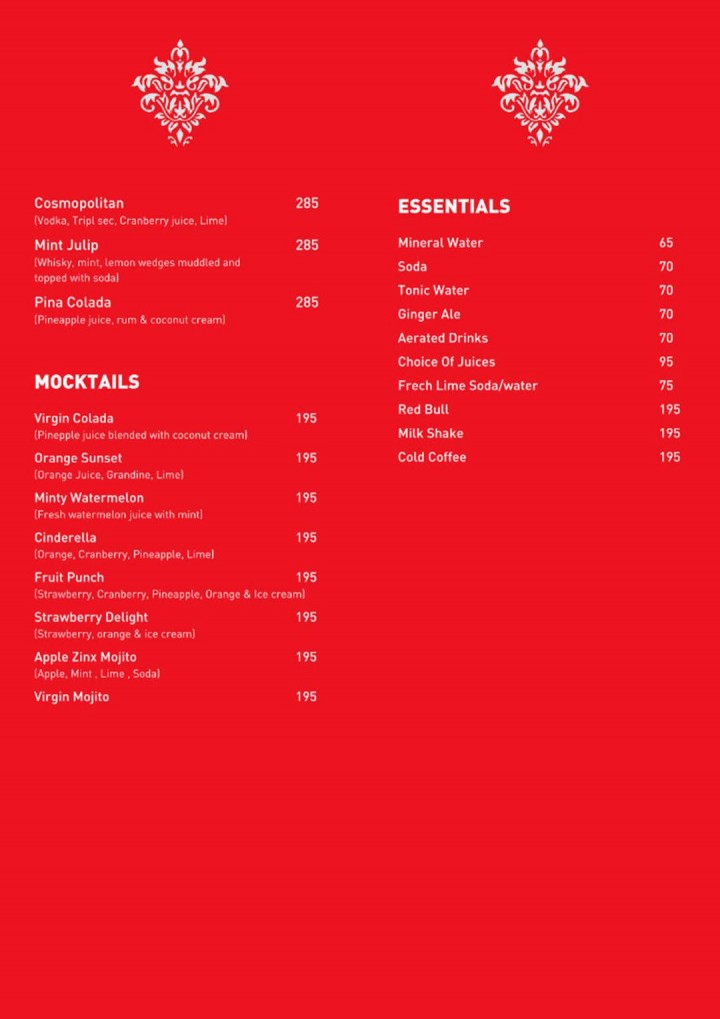 Cosmopolitan 285
(Vodka, Tripl sec, Cranberry juice, Lime)
Mint Julip 285
(Whisky, mint, lemon wedges muddled and
topped with soda)
Pina Colada 285
(Pineapple juice, rum & coconut cream)
MOCKTAILS
Virgin Colada 195
(Pinepple juice blended with coconut cream)
Orange Sunset 195
(Orange Juice, Grandine, Lime)
Minty Watermelon 195
(Fresh watermelon juice with mint)
Cinderella 195
(Orange, Cranberry, Pineapple, Lime)
Fruit Punch 195
(Strawberry, Cranberry, Pineapple, Orange & Ice cream)
Strawberry Delight 195
(Strawberry, orange & ice cream)
Apple Zinx Mojito 195
(Apple, Mint , Lime , Soda)
Virgin Mojito 195
ESSENTIALS
Mineral Water 65
Soda 70
Tonic Water 70
Ginger Ale 70
Aerated Drinks 70
Choice Of Juices 95
Frech Lime Soda/water 75
Red Bull 195
Milk Shake 195
Cold Coffee 195